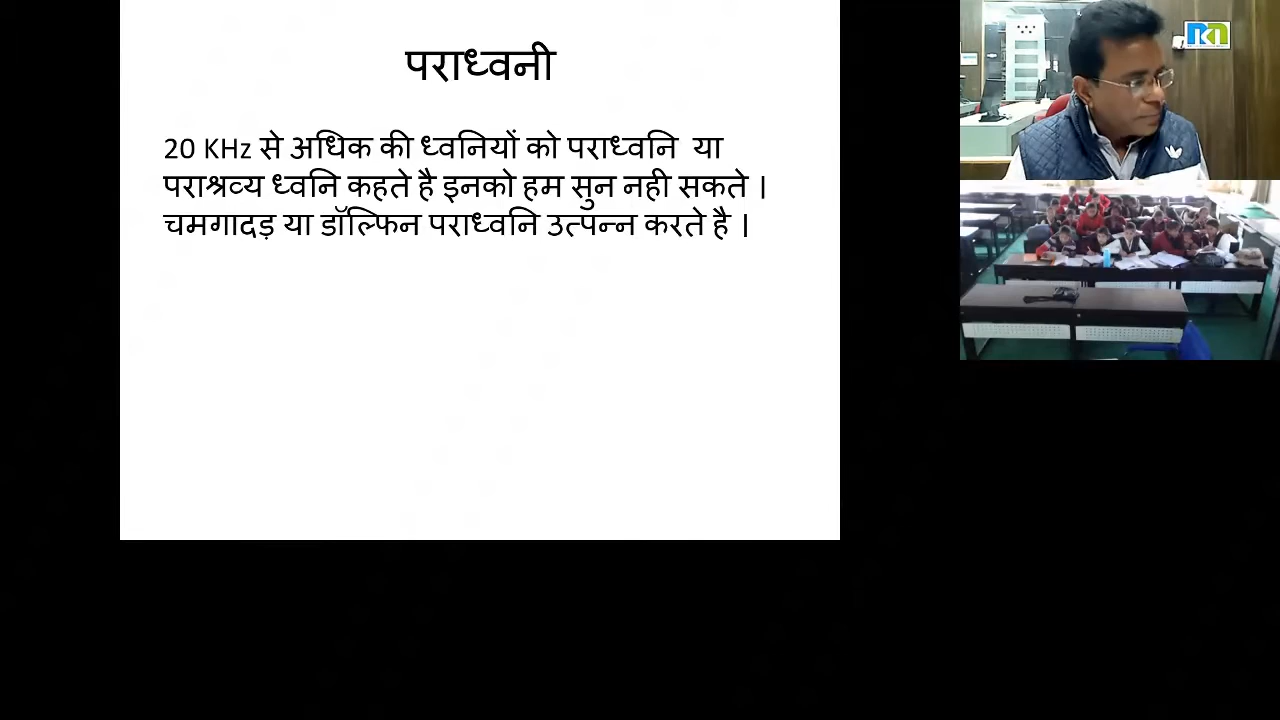 पराध्वनी
20 KHz से अधिक की ध्वनियों को पराध्वनि या
पराश्रव्य ध्वनि कहते है इनको हम सुन नही सकते ।
चमगादड़ या डॉल्फिन पराध्वनि उत्पन्न करते है ।